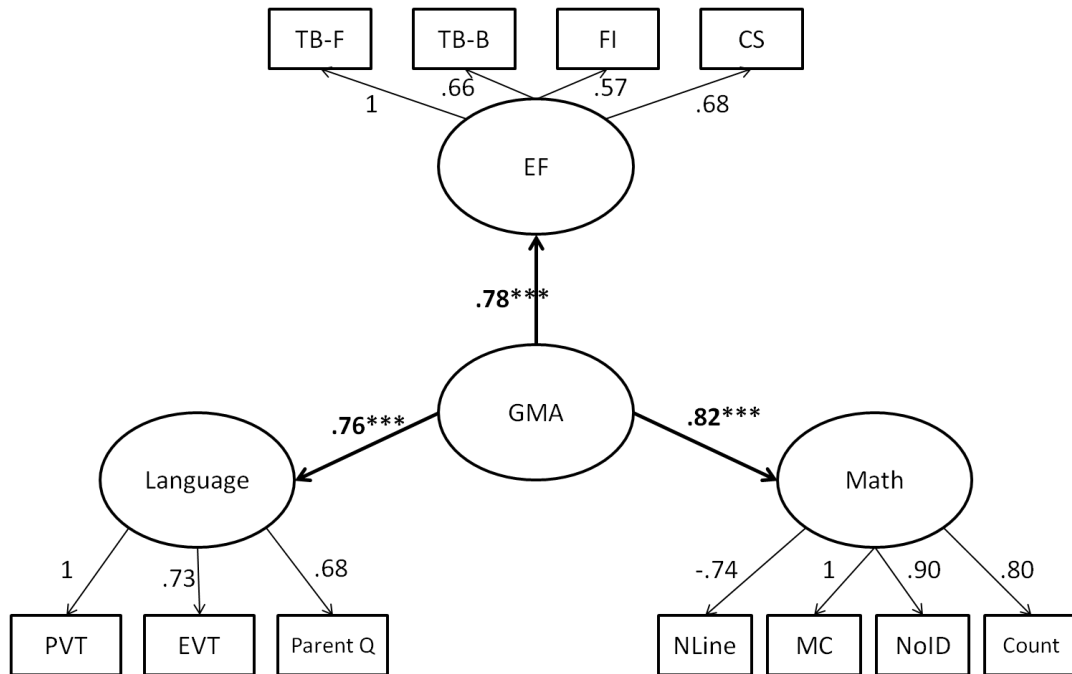 TB-F
TB-B
FI
CS
1
.66
.57
.68
EF
.78***
GMA
.76***
.82***
Language
Math
1
.73
.68
-.74
1
.90
.80
PVT
EVT
Parent Q
NLine
MC
NoID
Count